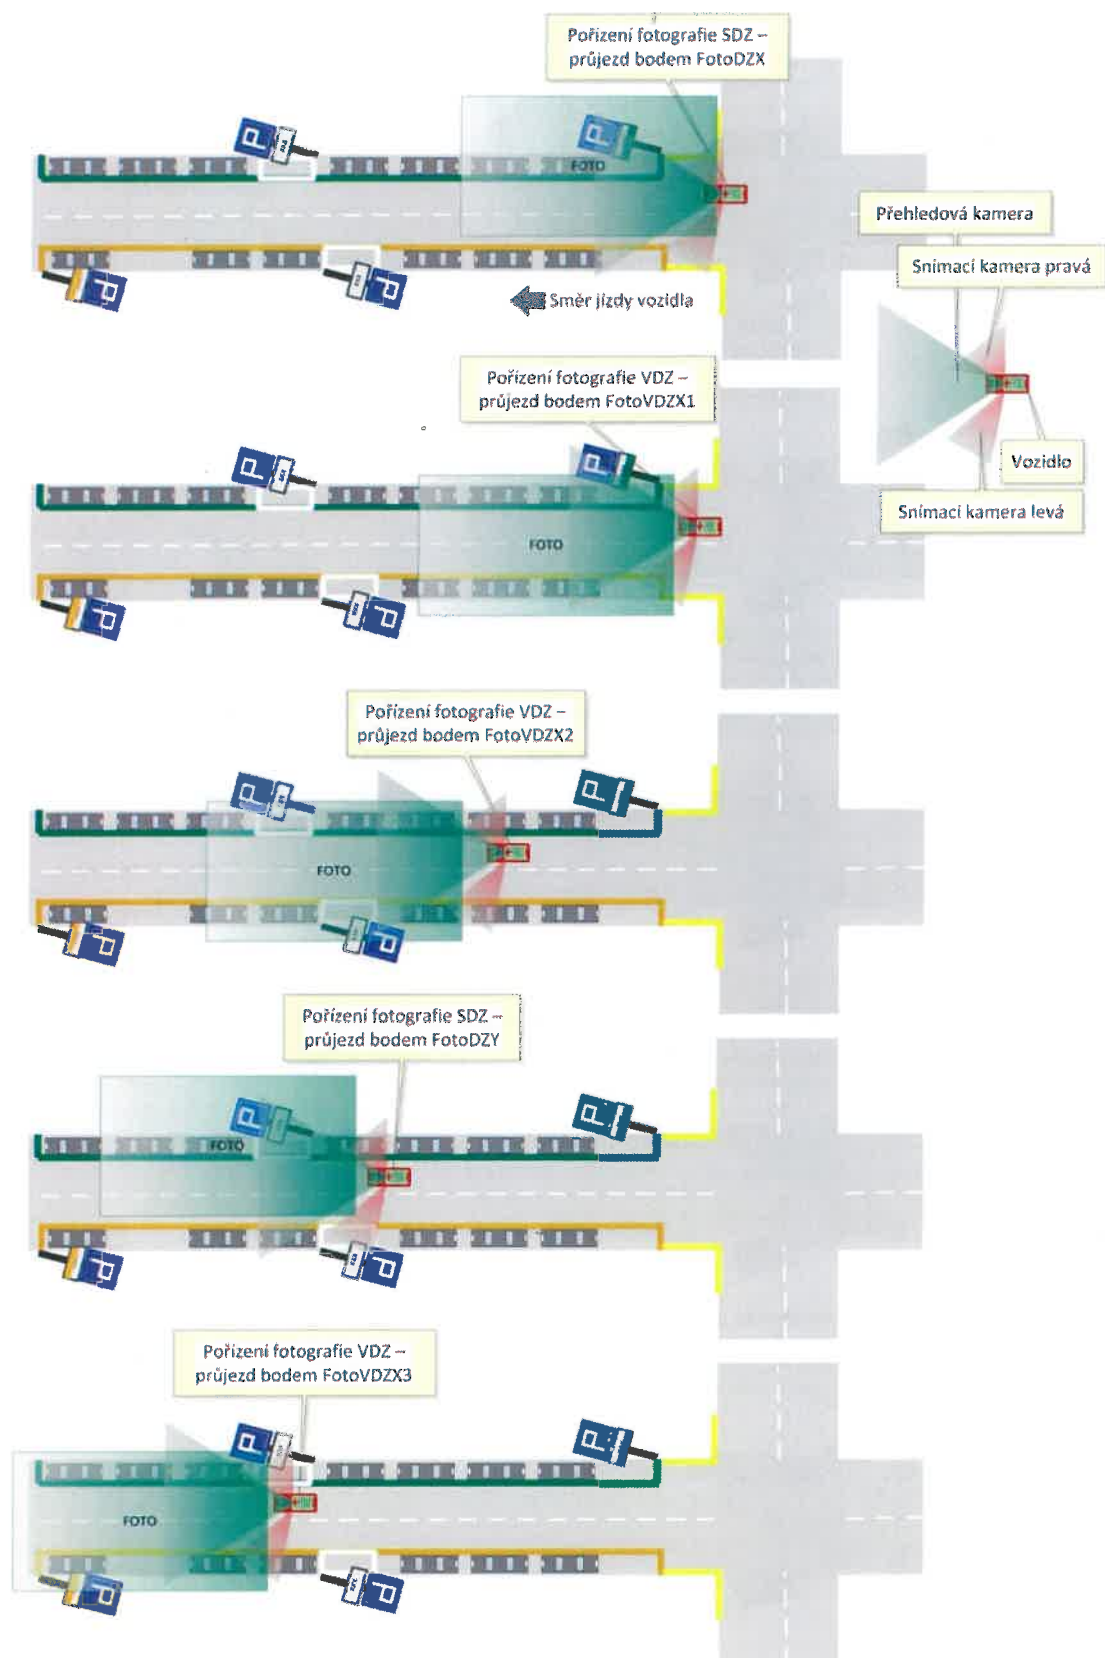 Pořízení fotografie SDZ –
průjezd bodem FotoDZX
P
P
FOTO
P
P
Směr jízdy vozidla
Přehledová kamera
Snímací kamera pravá
Vozidlo
Snímací kamera levá
Pořízení fotografie VDZ –
průjezd bodem FotoVDZX1
P
P
FOTO
P
P
Pořízení fotografie VDZ –
průjezd bodem FotoVDZX2
P
P
FOTO
P
P
Pořízení fotografie SDZ –
průjezd bodem FotoDZY
P
P
FOTO
P
P
Pořízení fotografie VDZ –
průjezd bodem FotoVDZX3
P
P
FOTO
P
P